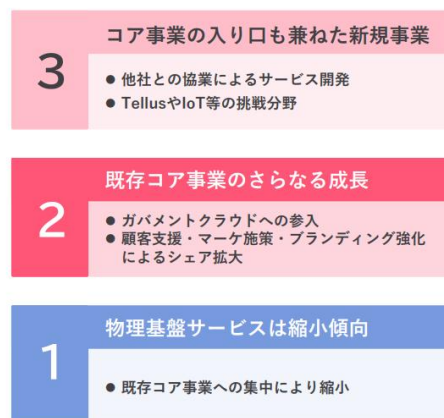 3
コア事業の入り口も兼ねた新規事業
● 他社との協業によるサービス開発
● TellusやIoT等の挑戦分野
2
既存コア事業のさらなる成長
● ガバメントクラウドへの参入
● 顧客支援・マーケ施策・ブランディング強化
によるシェア拡大
1
物理基盤サービスは縮小傾向
● 既存コア事業への集中により縮小